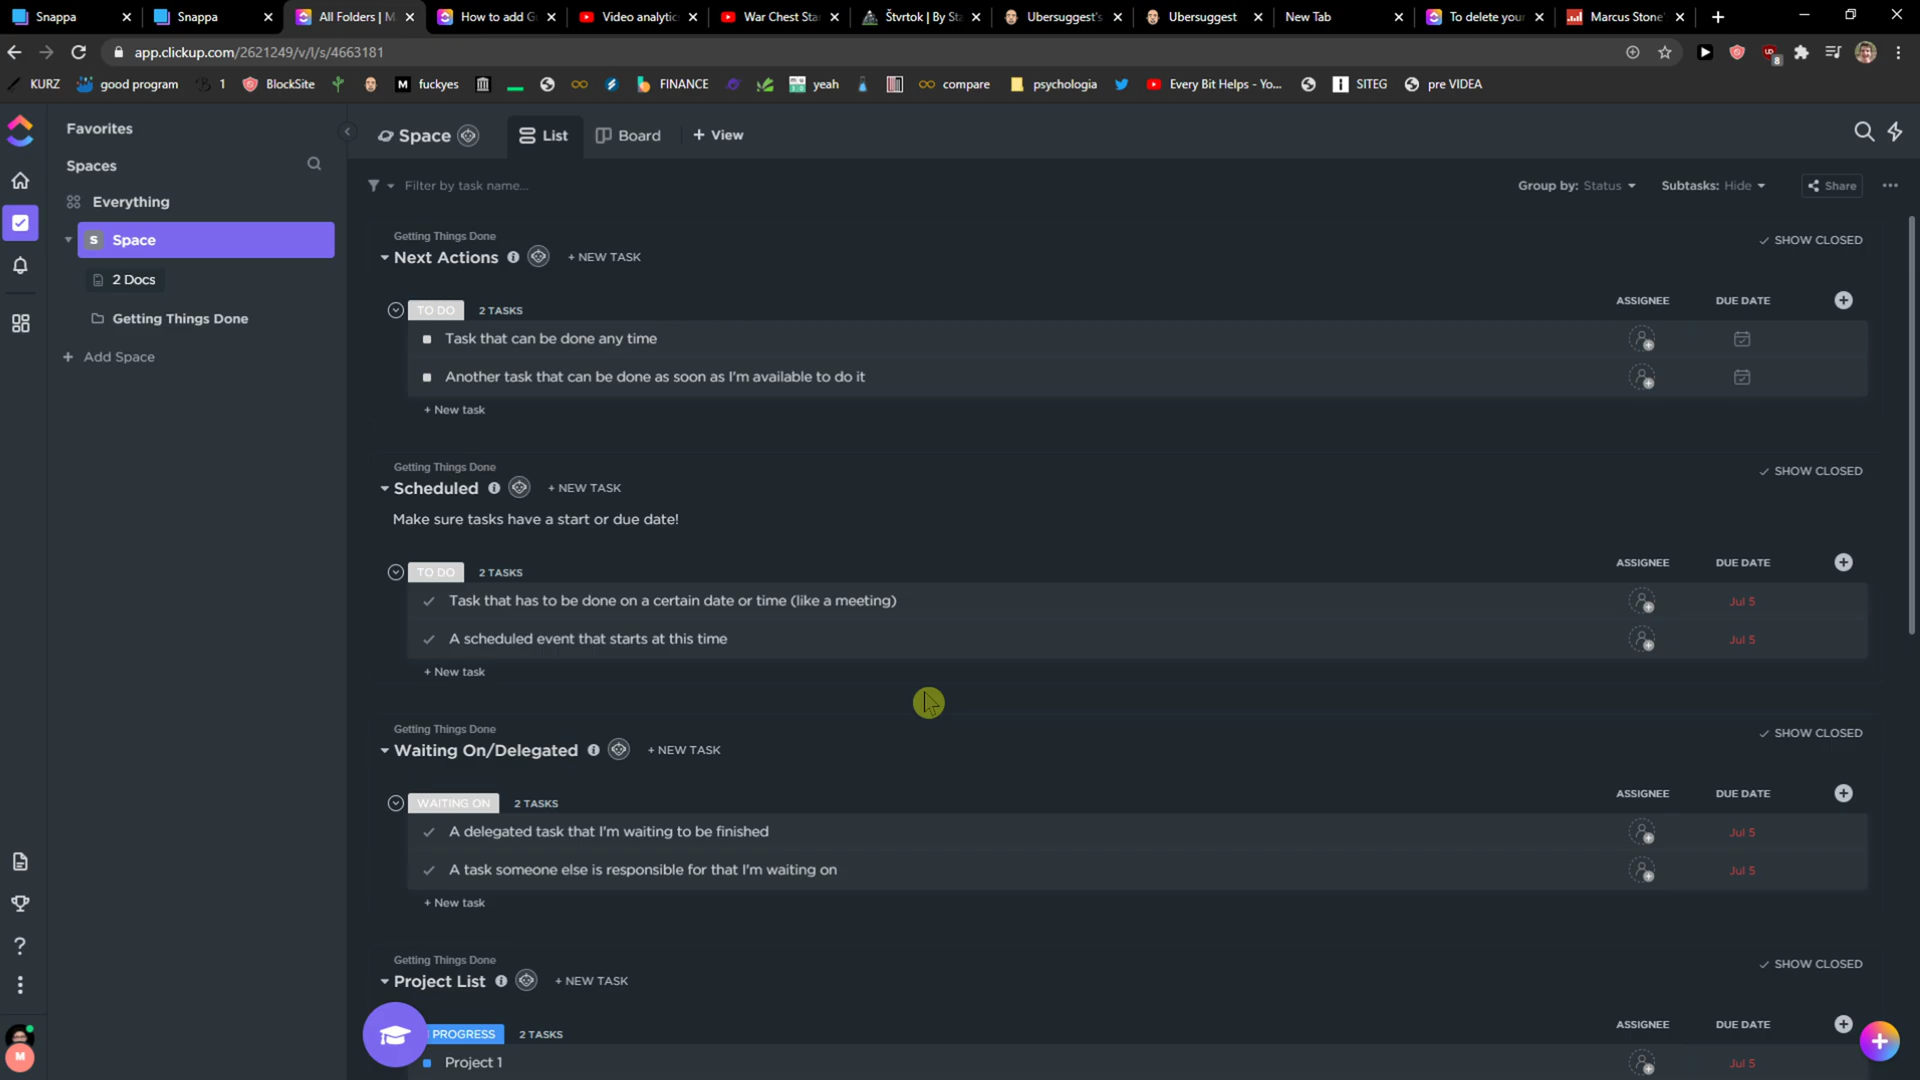 Snappa
Snappa
All Folders | M
How to add G
Video analytic
War Chest Sta
Štvrtok | By Sta
Ubersuggest's
Ubersuggest
New Tab
To delete your
Marcus Stone'
app.clickup.com/2621249/v/l/s/4663181
KURZ
good program
1
BlockSite
fuckyes
FINANCE
yeah
compare
psychologia
Every Bit Helps - Yo...
SITEG
pre VIDEA
8
Favorites
Spaces
Everything
S Space
2 Docs
Getting Things Done
+ Add Space
Space
List
Board
+ View
Filter by task name...
Group by: Status
Subtasks: Hide
Share
Getting Things Done
SHOW CLOSED
Next Actions
+ NEW TASK
TO DO
2 TASKS
ASSIGNEE
DUE DATE
Task that can be done any time
Another task that can be done as soon as I'm available to do it
+ New task
Getting Things Done
SHOW CLOSED
Scheduled
+ NEW TASK
Make sure tasks have a start or due date!
TO DO
2 TASKS
ASSIGNEE
DUE DATE
Task that has to be done on a certain date or time (like a meeting)
Jul 5
A scheduled event that starts at this time
Jul 5
+ New task
Getting Things Done
SHOW CLOSED
Waiting On/Delegated
+ NEW TASK
WAITING ON
2 TASKS
ASSIGNEE
DUE DATE
A delegated task that I'm waiting to be finished
Jul 5
A task someone else is responsible for that I'm waiting on
Jul 5
+ New task
Getting Things Done
SHOW CLOSED
Project List
+ NEW TASK
PROGRESS
2 TASKS
ASSIGNEE
DUE DATE
Project 1
Jul 5
M